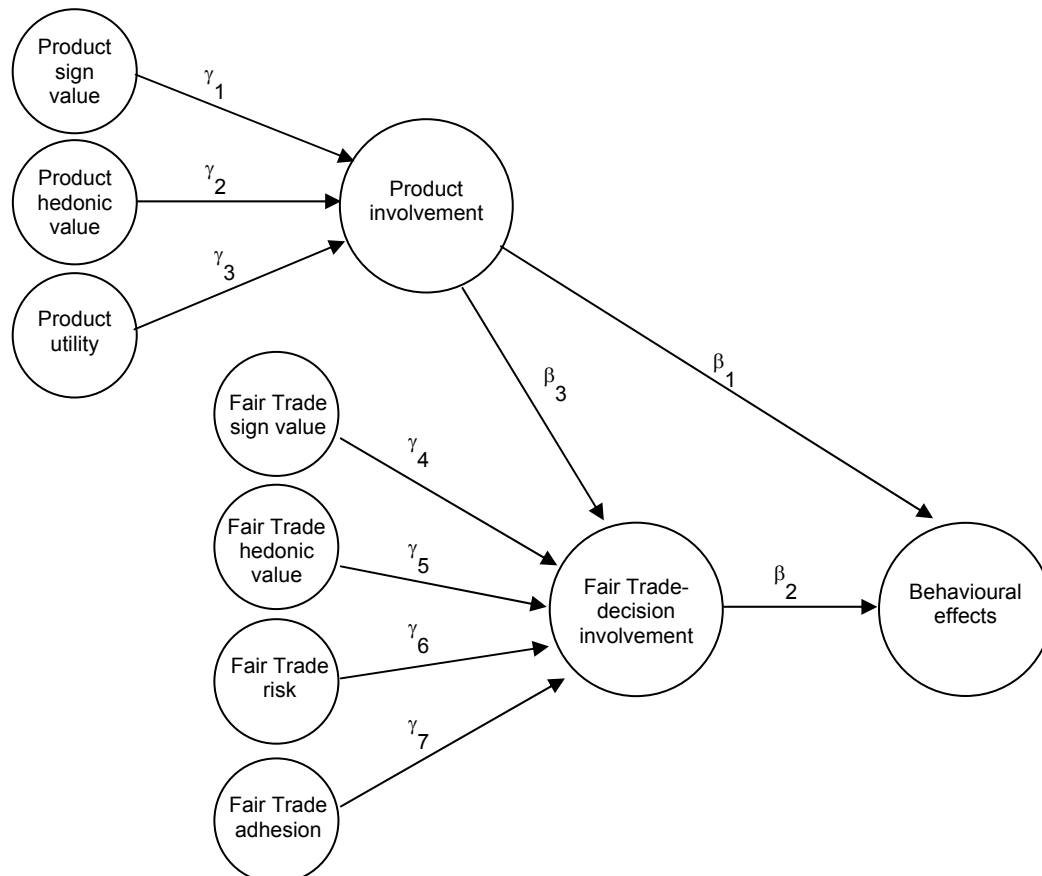 Product
sign
value
γ1
Product
hedonic
value
γ2
Product
involvement
γ3
Product
utility
β1
β3
Fair Trade
sign value
γ4
Fair Trade
hedonic
value
γ5
Fair Trade-
decision
involvement
β2
Behavioural
effects
γ6
Fair Trade
risk
γ7
Fair Trade
adhesion